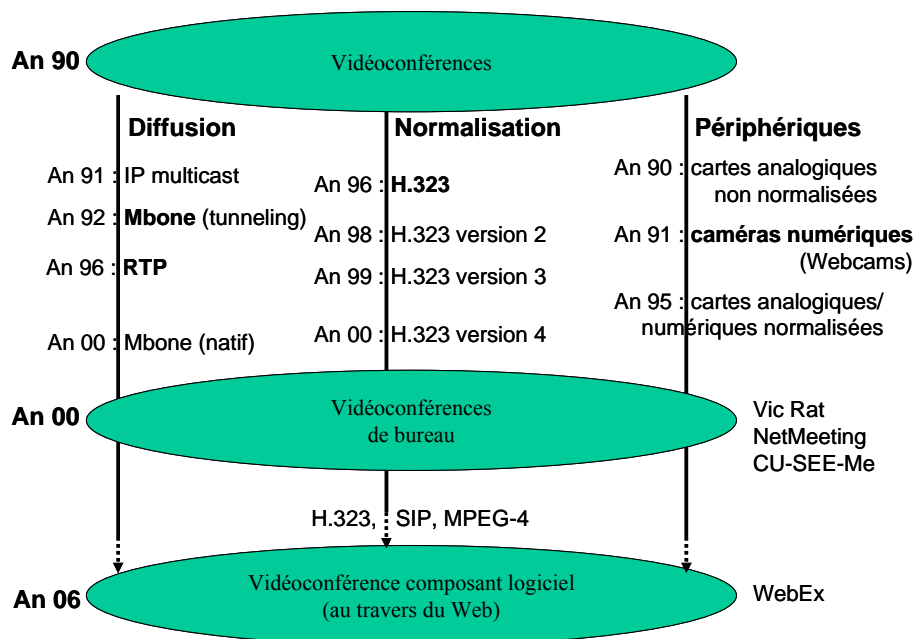 An 90
Vidéoconférences
Diffusion
An 91 : IP multicast
An 92 : Mbone (tunneling)
An 96 : RTP
An 00 : Mbone (natif)
Normalisation
An 96 : H.323
An 98 : H.323 version 2
An 99 : H.323 version 3
An 00 : H.323 version 4
Périphériques
An 90 : cartes analogiques
non normalisées
An 91 : caméras numériques
(Webcams)
An 95 : cartes analogiques/
numériques normalisées
An 00
Vidéoconférences
de bureau
Vic Rat
NetMeeting
CU-SEE-Me
H.323, SIP, MPEG-4
An 06
Vidéoconférence composant logiciel
(au travers du Web)
WebEx